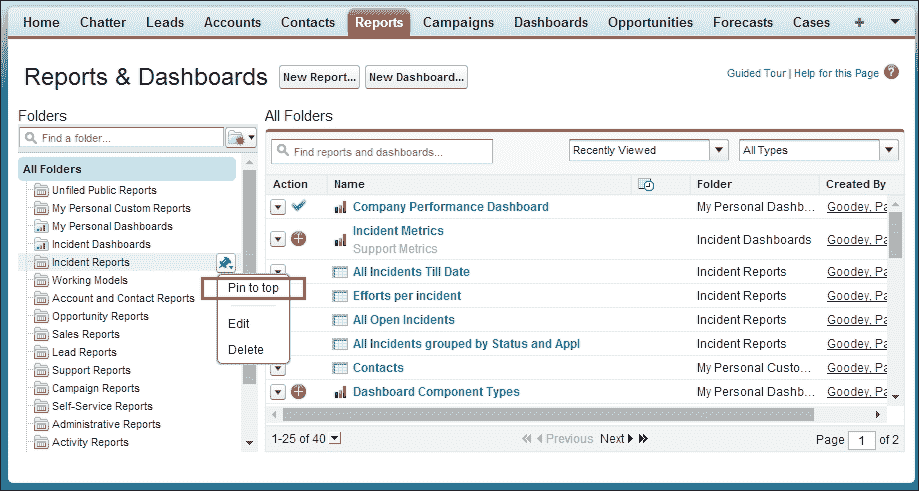 Home Chatter Leads Accounts Contacts Reports Campaigns Dashboards Opportunities Forecasts Cases +
Reports & Dashboards New Report... New Dashboard... Guided Tour | Help for this Page ?
Folders
Find a folder...
All Folders
Unfiled Public Reports
My Personal Custom Reports
My Personal Dashboards
Incident Dashboards
Incident Reports
Working Models
Account and Contact Reports
Opportunity Reports
Sales Reports
Lead Reports
Support Reports
Campaign Reports
Self-Service Reports
Administrative Reports
Activity Reports
Pin to top
Edit
Delete
All Folders
Find reports and dashboards... Recently Viewed All Types
Action Name Folder Created By
Company Performance Dashboard My Personal Dashb... Goodey, Pa
Incident Metrics
Support Metrics Incident Dashboards Goodey, Pa
All Incidents Till Date Incident Reports Goodey, Pa
Efforts per incident Incident Reports Goodey, Pa
All Open Incidents Incident Reports Goodey, Pa
All Incidents grouped by Status and Appl Incident Reports Goodey, Pa
Contacts My Personal Custo... Goodey, Pa
Dashboard Component Types My Personal Dashb... Goodey, Pa
1-25 of 40 Previous Next Page 1 of 2